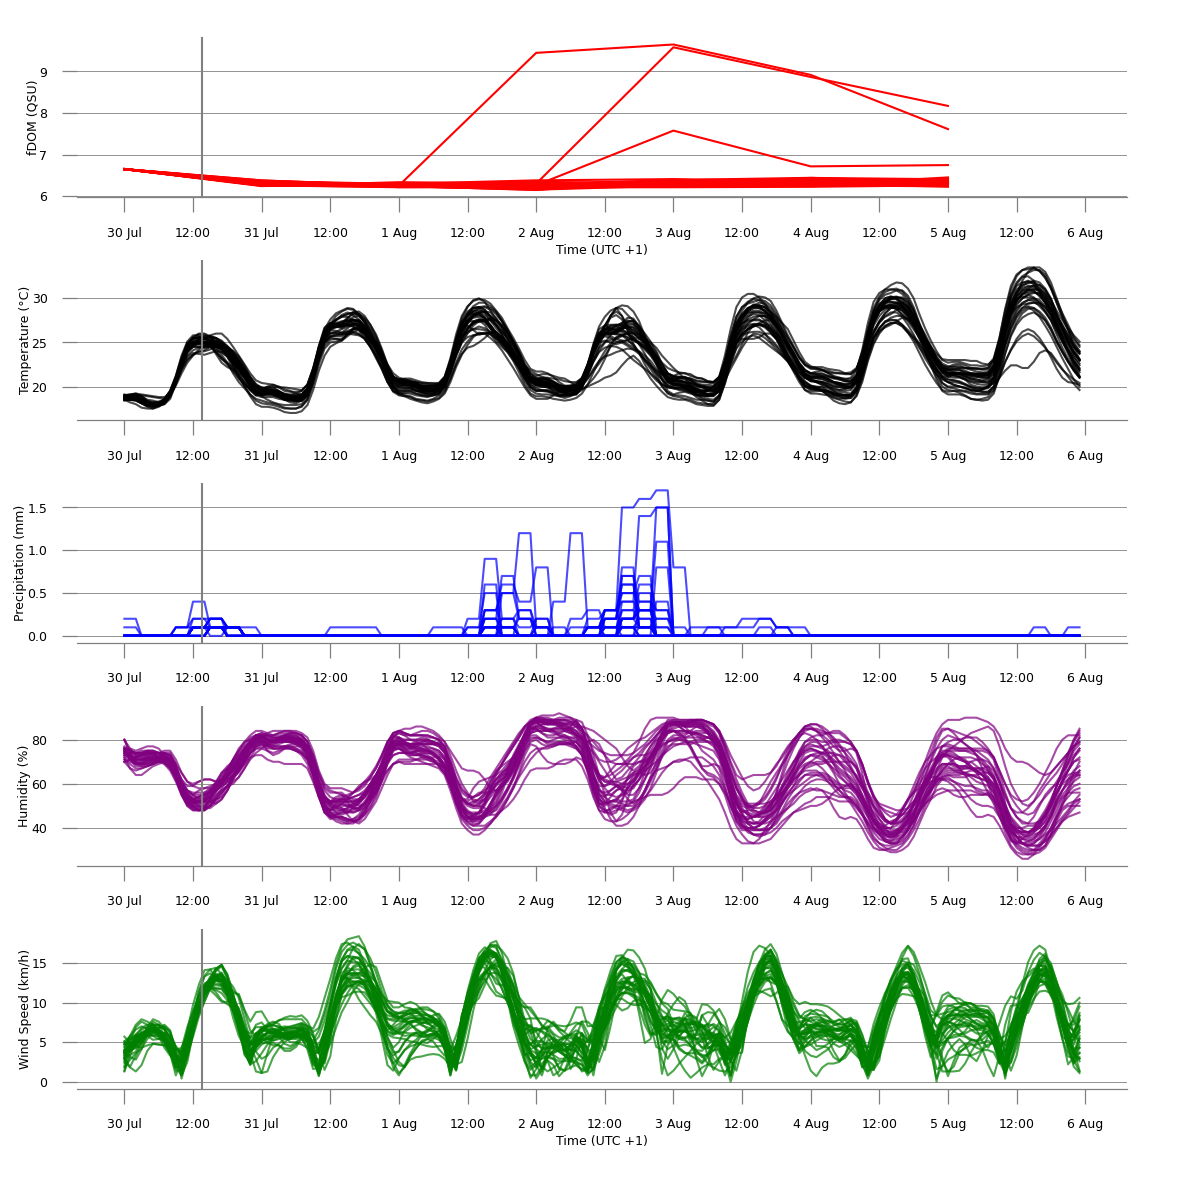 fDOM (QSU)
9
8
7
6
30 Jul 12:00 31 Jul 12:00 1 Aug 12:00 2 Aug 12:00 3 Aug 12:00 4 Aug 12:00 5 Aug 12:00 6 Aug
Time (UTC +1)
Temperature (°C)
30
25
20
30 Jul 12:00 31 Jul 12:00 1 Aug 12:00 2 Aug 12:00 3 Aug 12:00 4 Aug 12:00 5 Aug 12:00 6 Aug
Precipitation (mm)
1.5
1.0
0.5
0.0
30 Jul 12:00 31 Jul 12:00 1 Aug 12:00 2 Aug 12:00 3 Aug 12:00 4 Aug 12:00 5 Aug 12:00 6 Aug
Humidity (%)
80
60
40
30 Jul 12:00 31 Jul 12:00 1 Aug 12:00 2 Aug 12:00 3 Aug 12:00 4 Aug 12:00 5 Aug 12:00 6 Aug
Wind Speed (km/h)
15
10
5
0
30 Jul 12:00 31 Jul 12:00 1 Aug 12:00 2 Aug 12:00 3 Aug 12:00 4 Aug 12:00 5 Aug 12:00 6 Aug
Time (UTC +1)